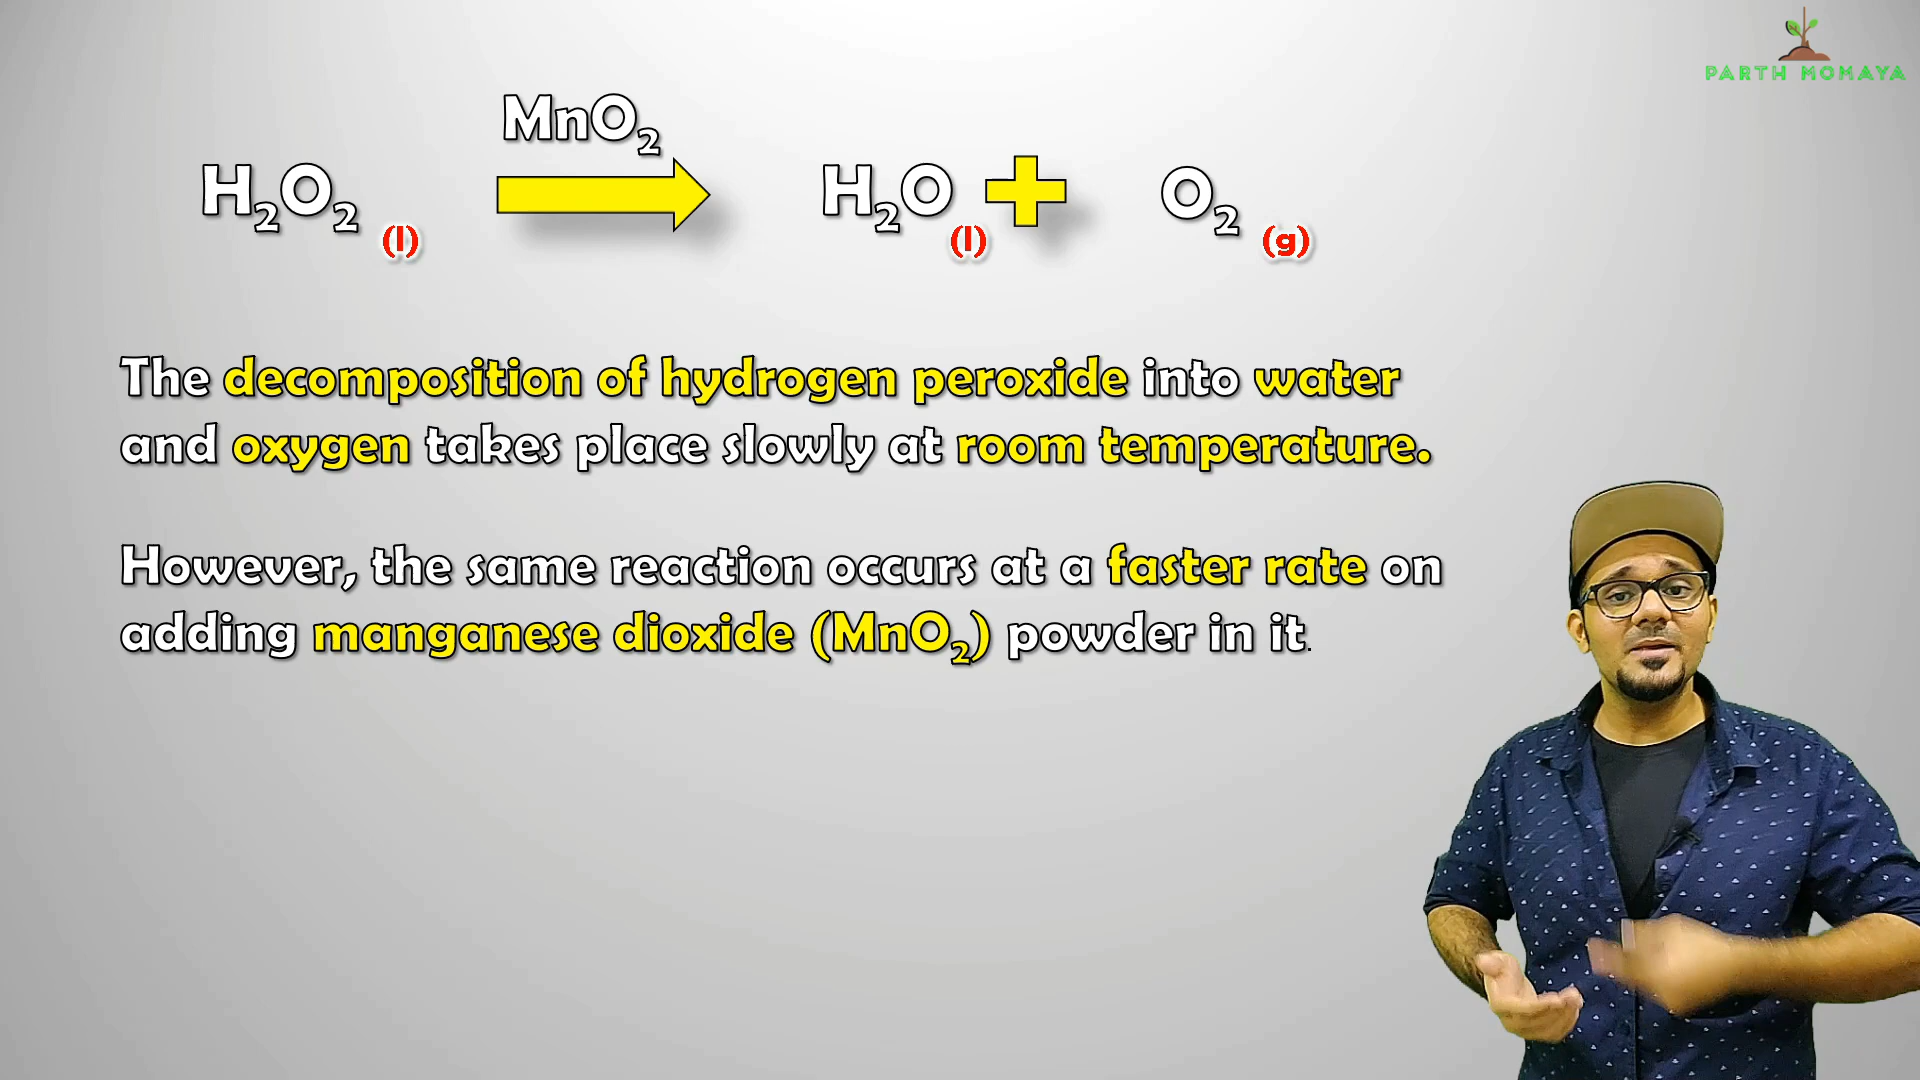 PARTH MOMAYA
MnO₂
H₂O₂ (l) H₂O (l) + O₂ (g)
The decomposition of hydrogen peroxide into water
and oxygen takes place slowly at room temperature.
However, the same reaction occurs at a faster rate on
adding manganese dioxide (MnO₂) powder in it.